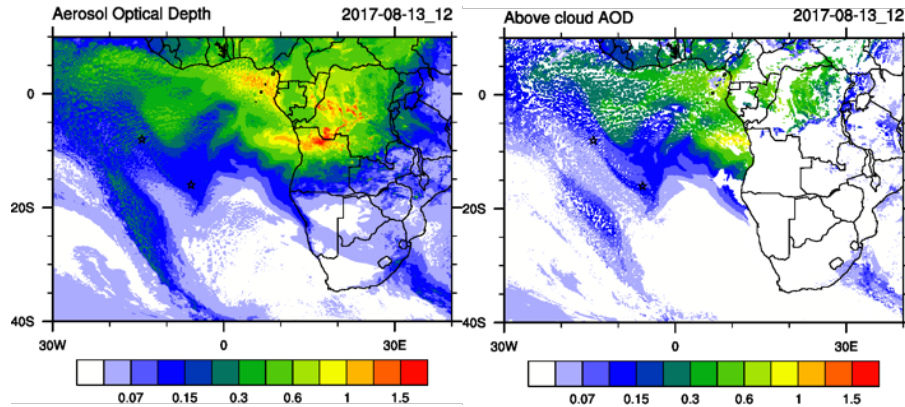 Aerosol Optical Depth 2017-08-13_12
0
20S
40S
30W 0 30E
0.07 0.15 0.3 0.6 1 1.5
Above cloud AOD 2017-08-13_12
0
20S
40S
30W 0 30E
0.07 0.15 0.3 0.6 1 1.5